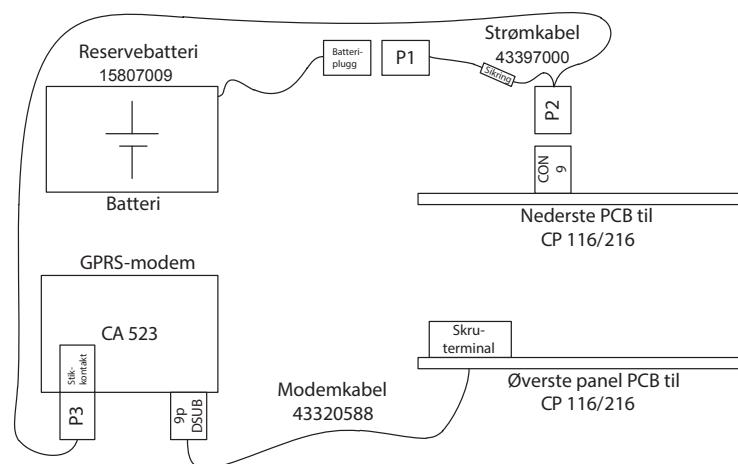 Reservebatteri
15807009
Batteri-
plugg
P1
Strømkabel
43397000
Sikring
P2
CON
9
Batteri
Nederste PCB til
CP 116/216
GPRS-modem
CA 523
Stik-
kontakt
P3
9p
DSUB
Modemkabel
43320588
Skru-
terminal
Øverste panel PCB til
CP 116/216